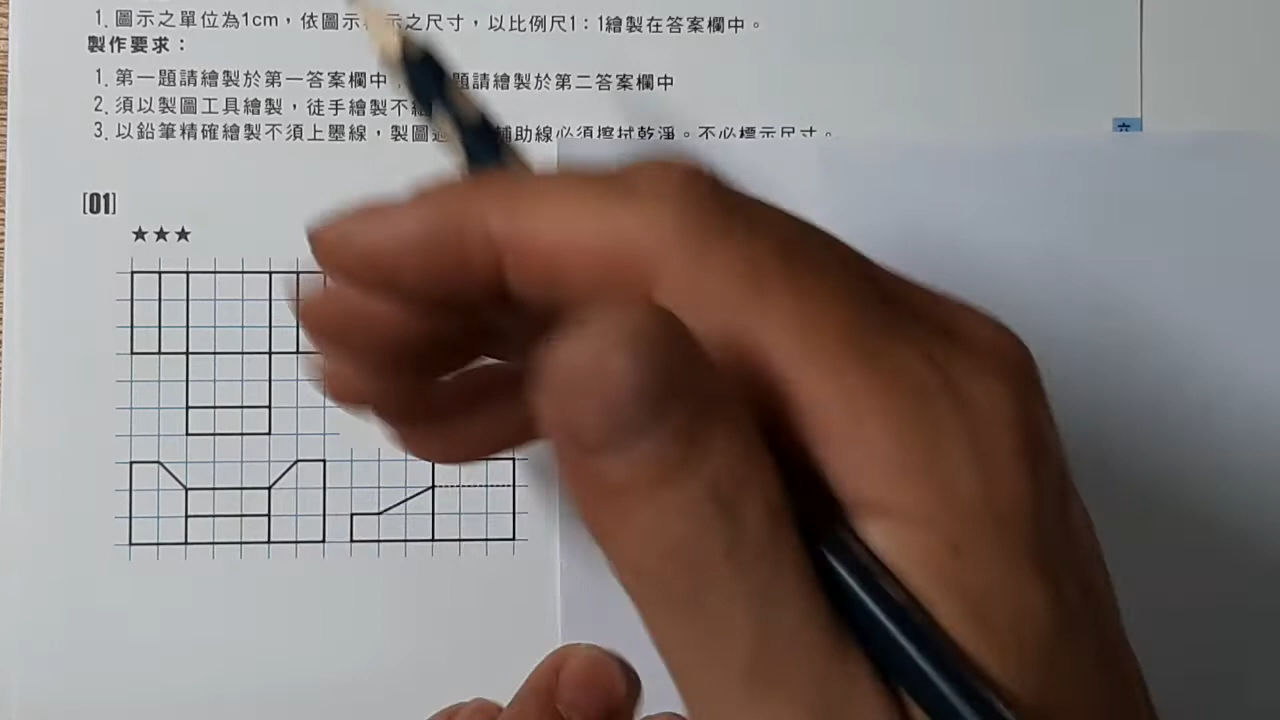 1. 圖示之單位為1cm，依圖示 示之尺寸，以比例尺1：1繪製在答案欄中。
製作要求：
1. 第一題請繪製於第一答案欄中， 題請繪製於第二答案欄中
2. 須以製圖工具繪製，徒手繪製不
3. 以鉛筆精確繪製不須上墨線，製圖 輔助線必須擦拭乾淨。不必標示尺寸。
[01]
★★★